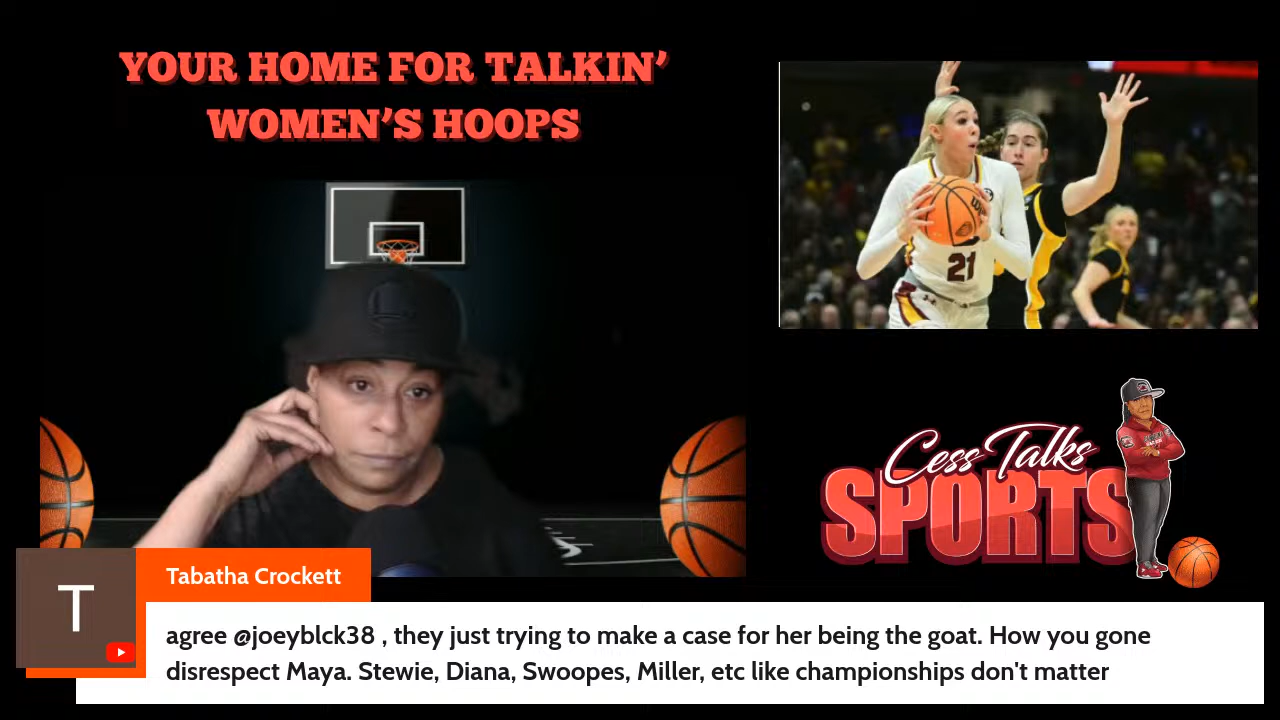 YOUR HOME FOR TALKIN’
WOMEN’S HOOPS
21
Cess Talks
SPORTS
T
Tabatha Crockett
agree @joeyblck38 , they just trying to make a case for her being the goat. How you gone
disrespect Maya. Stewie, Diana, Swoopes, Miller, etc like championships don't matter